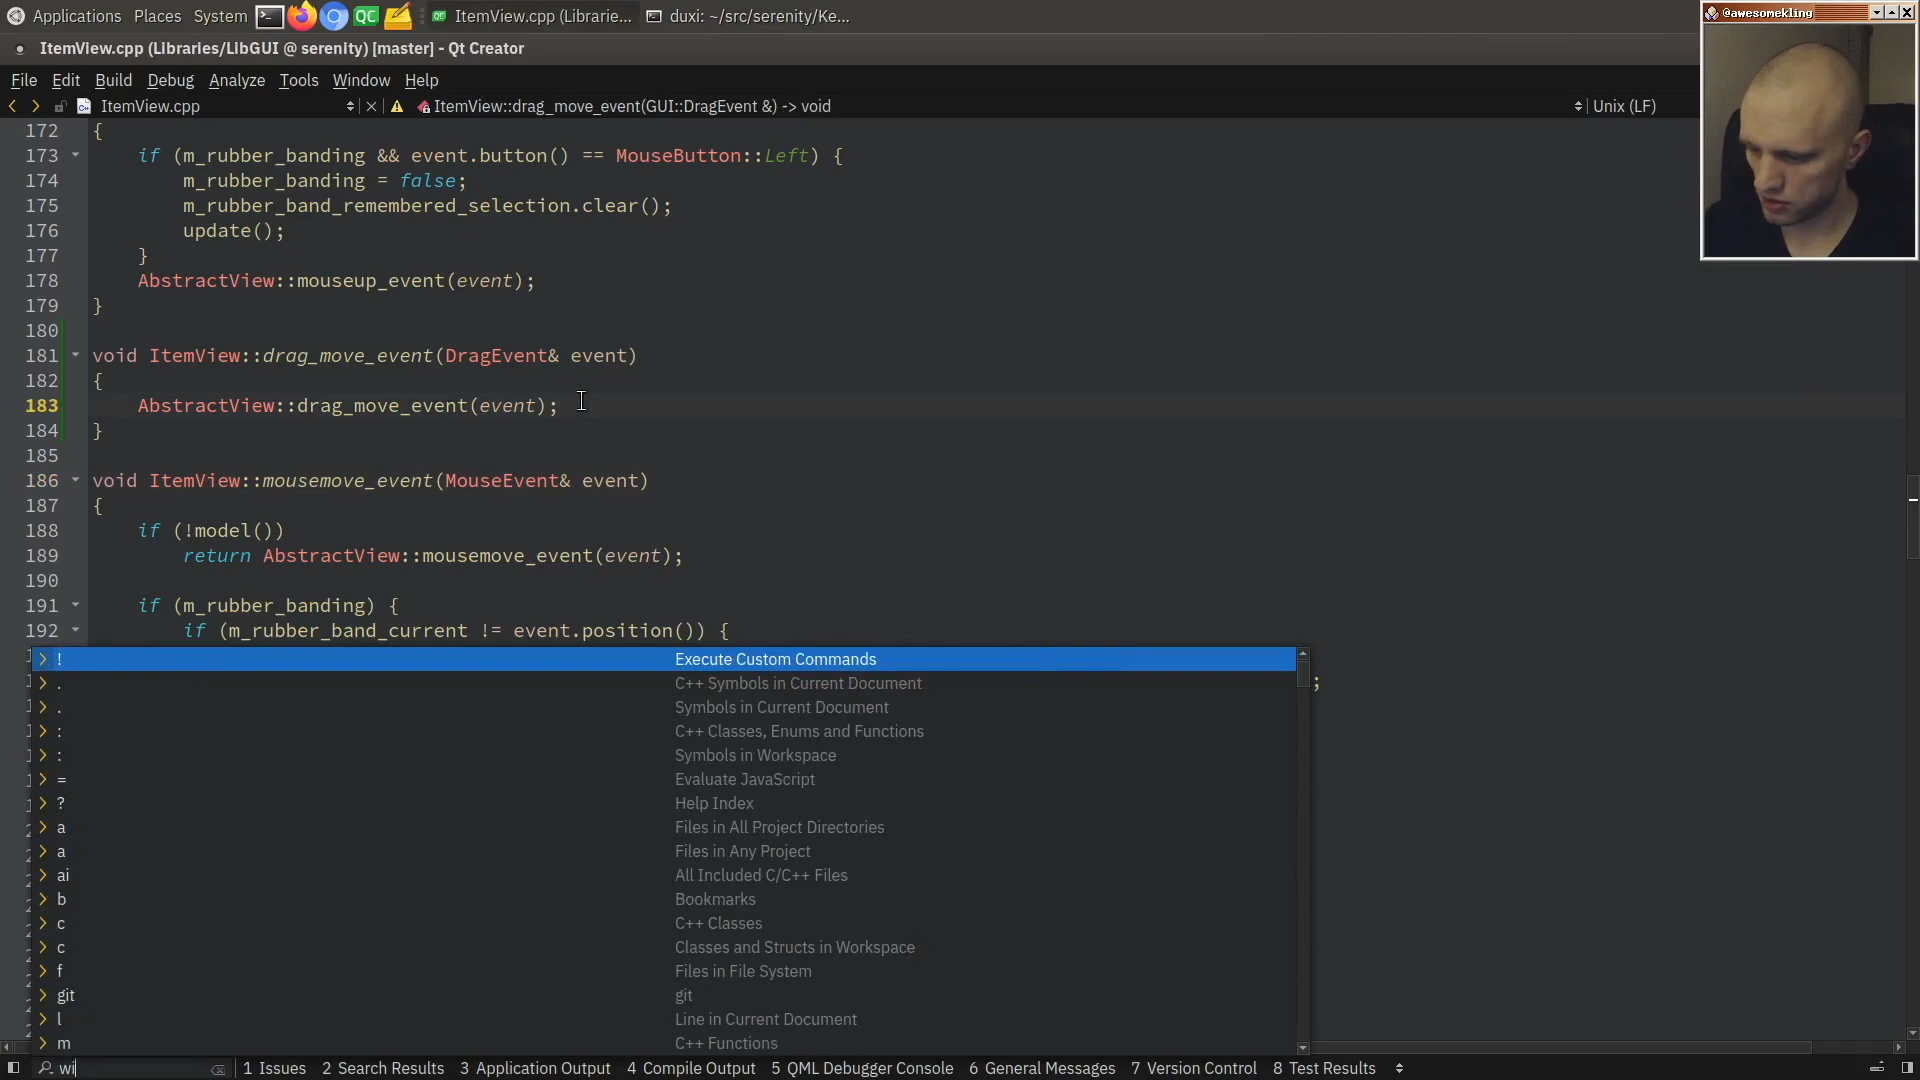 Applications Places System ItemView.cpp (Librarie... duxi: ~/src/serenity/Ke...
@awesomekling
ItemView.cpp (Libraries/LibGUI @ serenity) [master] - Qt Creator
File Edit Build Debug Analyze Tools Window Help
ItemView.cpp ItemView::drag_move_event(GUI::DragEvent &) -> void Unix (LF)
172 {
173 if (m_rubber_banding && event.button() == MouseButton::Left) {
174 m_rubber_banding = false;
175 m_rubber_band_remembered_selection.clear();
176 update();
177 }
178 AbstractView::mouseup_event(event);
179 }
180
181 void ItemView::drag_move_event(DragEvent& event)
182 {
183 AbstractView::drag_move_event(event);
184 }
185
186 void ItemView::mousemove_event(MouseEvent& event)
187 {
188 if (!model())
189 return AbstractView::mousemove_event(event);
190
191 if (m_rubber_banding) {
192 if (m_rubber_band_current != event.position()) {
! Execute Custom Commands
. C++ Symbols in Current Document ;
. Symbols in Current Document
: C++ Classes, Enums and Functions
: Symbols in Workspace
= Evaluate JavaScript
? Help Index
a Files in All Project Directories
a Files in Any Project
ai All Included C/C++ Files
b Bookmarks
c C++ Classes
c Classes and Structs in Workspace
f Files in File System
git git
l Line in Current Document
m C++ Functions
wi 1 Issues 2 Search Results 3 Application Output 4 Compile Output 5 QML Debugger Console 6 General Messages 7 Version Control 8 Test Results